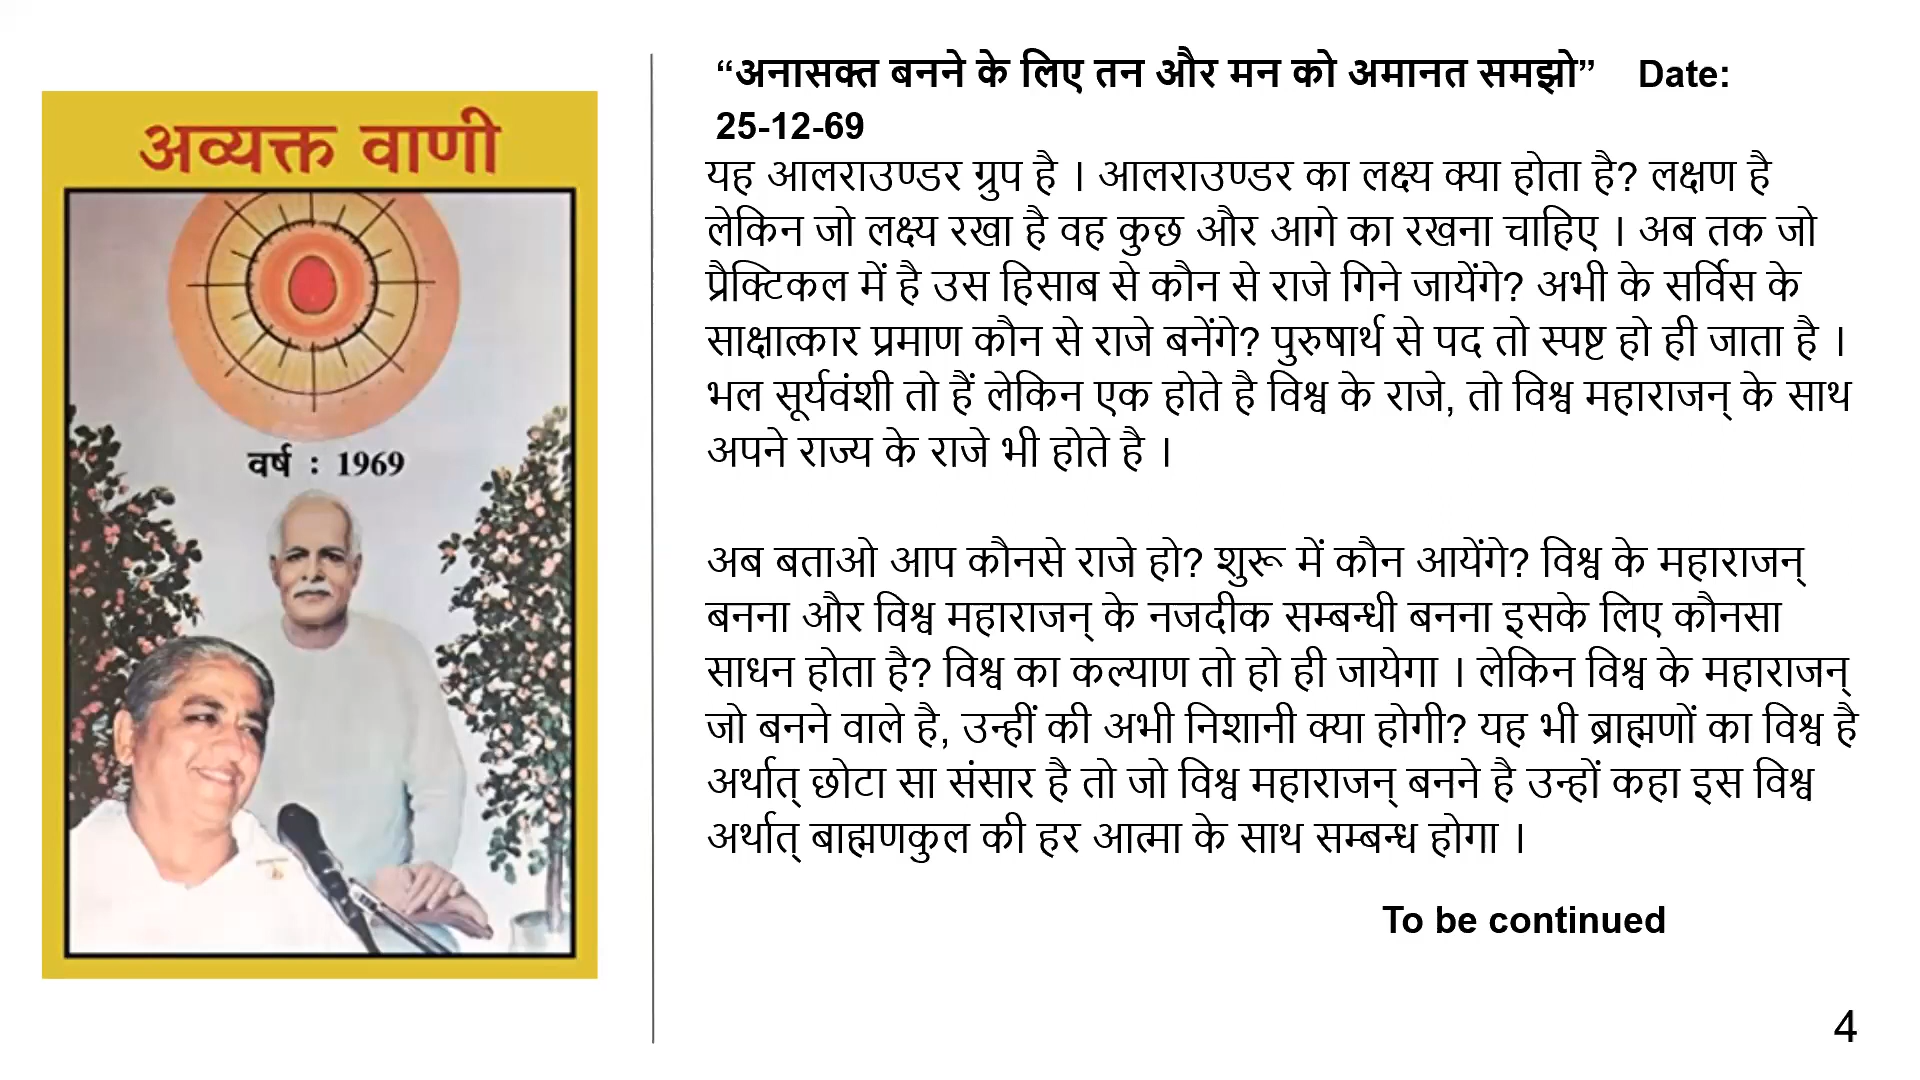 अव्यक्त वाणी
वर्ष : 1969
“अनासक्त बनने के लिए तन और मन को अमानत समझो” Date:
25-12-69
यह आलराउण्डर ग्रुप है । आलराउण्डर का लक्ष्य क्या होता है? लक्षण है
लेकिन जो लक्ष्य रखा है वह कुछ और आगे का रखना चाहिए । अब तक जो
प्रैक्टिकल में है उस हिसाब से कौन से राजे गिने जायेंगे? अभी के सर्विस के
साक्षात्कार प्रमाण कौन से राजे बनेंगे? पुरुषार्थ से पद तो स्पष्ट हो ही जाता है ।
भल सूर्यवंशी तो हैं लेकिन एक होते है विश्व के राजे, तो विश्व महाराजन् के साथ
अपने राज्य के राजे भी होते है ।
अब बताओ आप कौनसे राजे हो? शुरू में कौन आयेंगे? विश्व के महाराजन्
बनना और विश्व महाराजन् के नजदीक सम्बन्धी बनना इसके लिए कौनसा
साधन होता है? विश्व का कल्याण तो हो ही जायेगा । लेकिन विश्व के महाराजन्
जो बनने वाले है, उन्हीं की अभी निशानी क्या होगी? यह भी ब्राह्मणों का विश्व है
अर्थात् छोटा सा संसार है तो जो विश्व महाराजन् बनने है उन्हों कहा इस विश्व
अर्थात् बाह्मणकुल की हर आत्मा के साथ सम्बन्ध होगा ।
To be continued
4